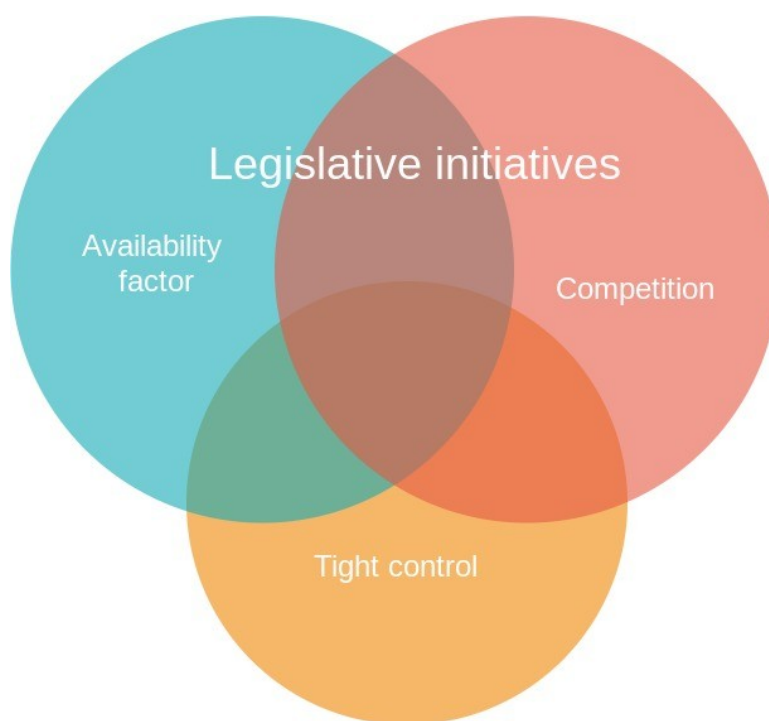 Legislative initiatives
Availability
factor
Competition
Tight control